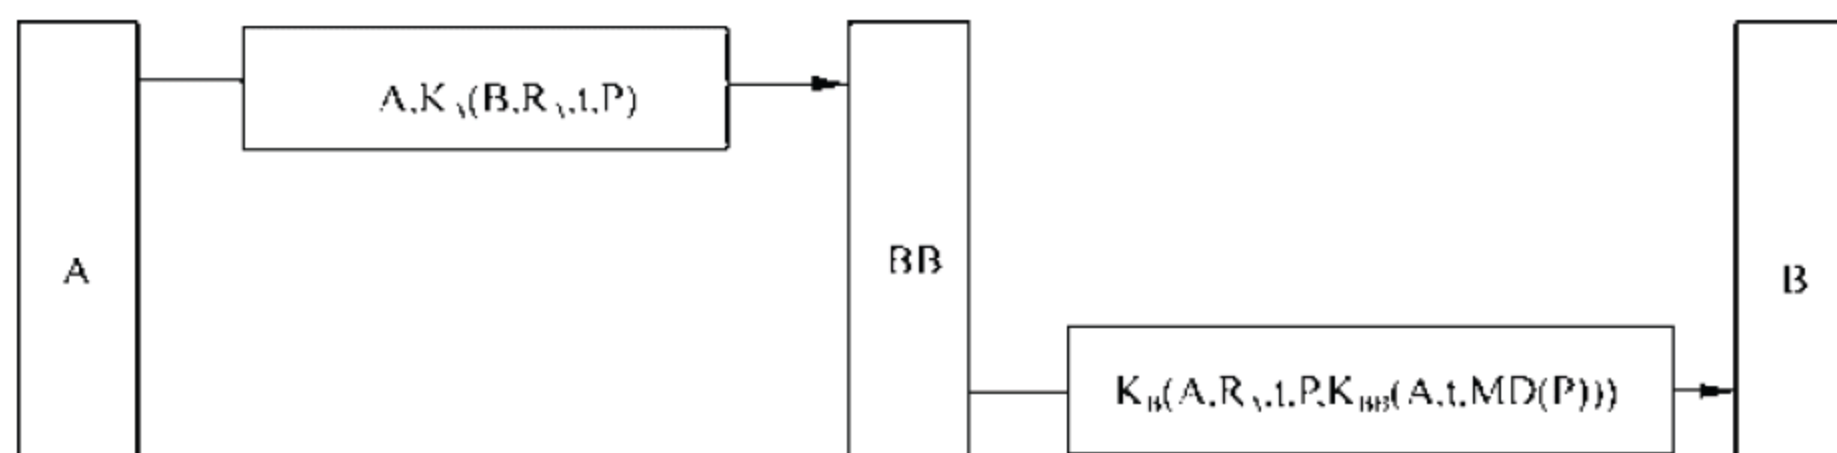 A,K_A(B,R_A,t,P)
A
BB
B
K_B(A,R_A,t,P,K_BB(A,t,MD(P)))